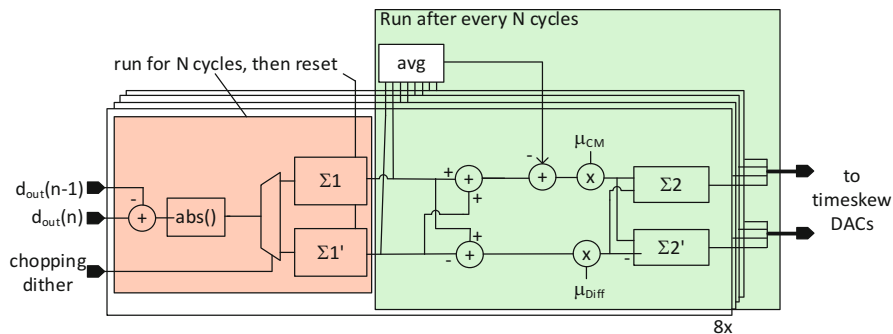 Run after every N cycles
run for N cycles, then reset
avg
-
μCM
dout(n-1)
-
Σ1
+
+
+
+
x
Σ2
to
timeskew
DACs
dout(n)
+
abs()
chopping
dither
Σ1'
+
-
+
x
-
Σ2'
μDiff
8x